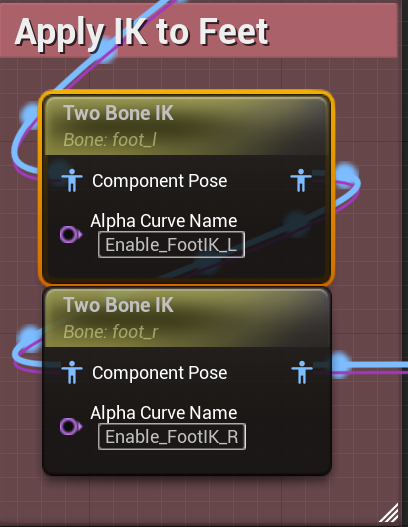 Apply IK to Feet
Two Bone IK
Bone: foot_l
Component Pose
Alpha Curve Name
Enable_FootIK_L
Two Bone IK
Bone: foot_r
Component Pose
Alpha Curve Name
Enable_FootIK_R